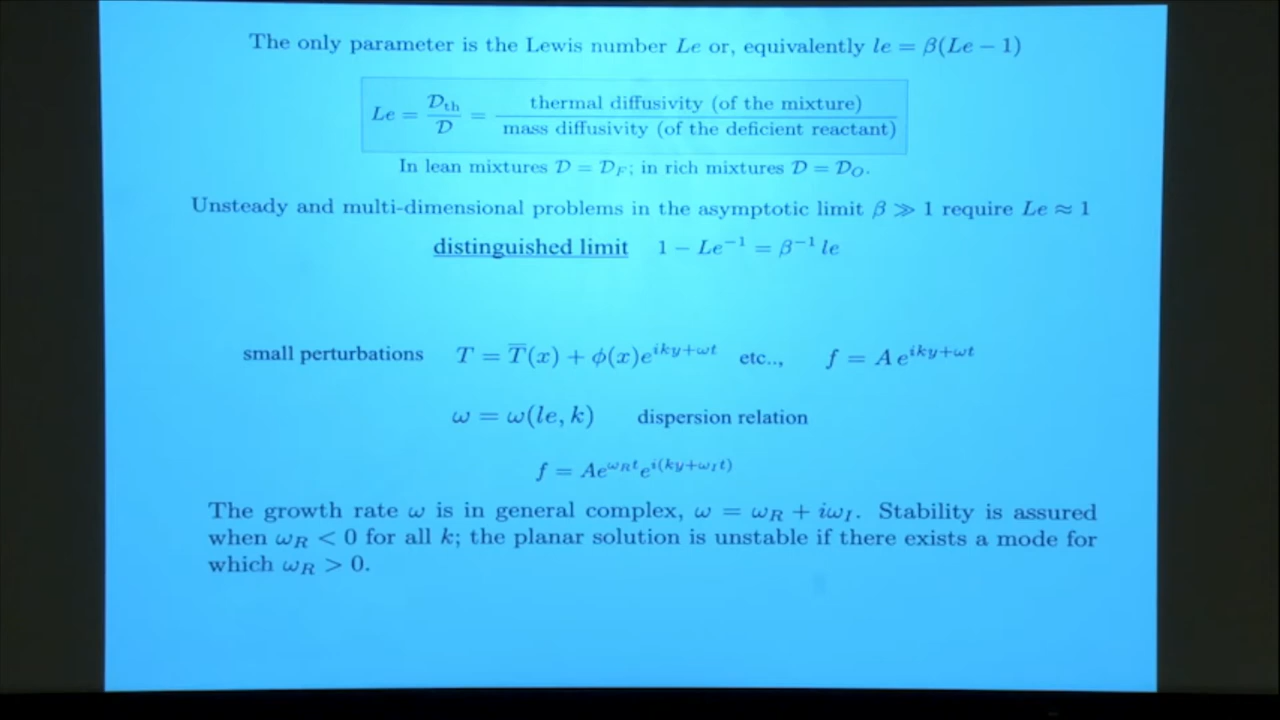 The only parameter is the Lewis number Le or, equivalently le = β(Le − 1)
Le = 𝒟th/𝒟 = thermal diffusivity (of the mixture) / mass diffusivity (of the deficient reactant)
In lean mixtures 𝒟 = 𝒟F; in rich mixtures 𝒟 = 𝒟O.
Unsteady and multi-dimensional problems in the asymptotic limit β ≫ 1 require Le ≈ 1
distinguished limit 1 − Le⁻¹ = β⁻¹ le
small perturbations T = T̅(x) + ϕ(x)e^{iky+ωt} etc.., f = A e^{iky+ωt}
ω = ω(le, k) dispersion relation
f = Ae^{ω_R t}e^{i(ky+ω_I t)}
The growth rate ω is in general complex, ω = ω_R + iω_I. Stability is assured
when ω_R < 0 for all k; the planar solution is unstable if there exists a mode for
which ω_R > 0.